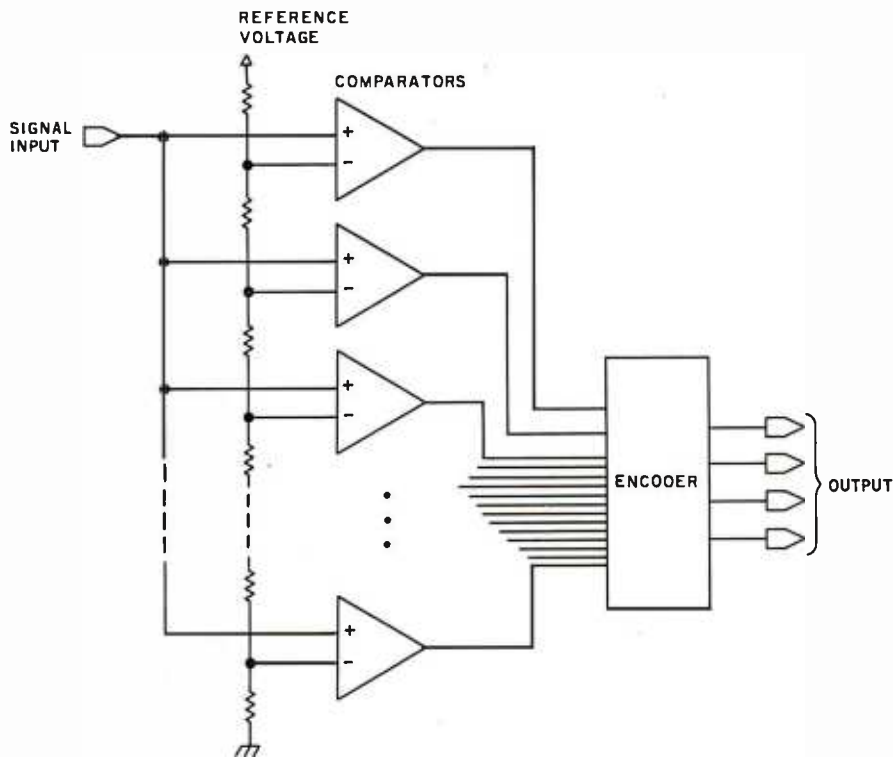 REFERENCE
VOLTAGE
COMPARATORS
SIGNAL
INPUT
+
-
+
-
+
-
ENCOOER
OUTPUT
+
-